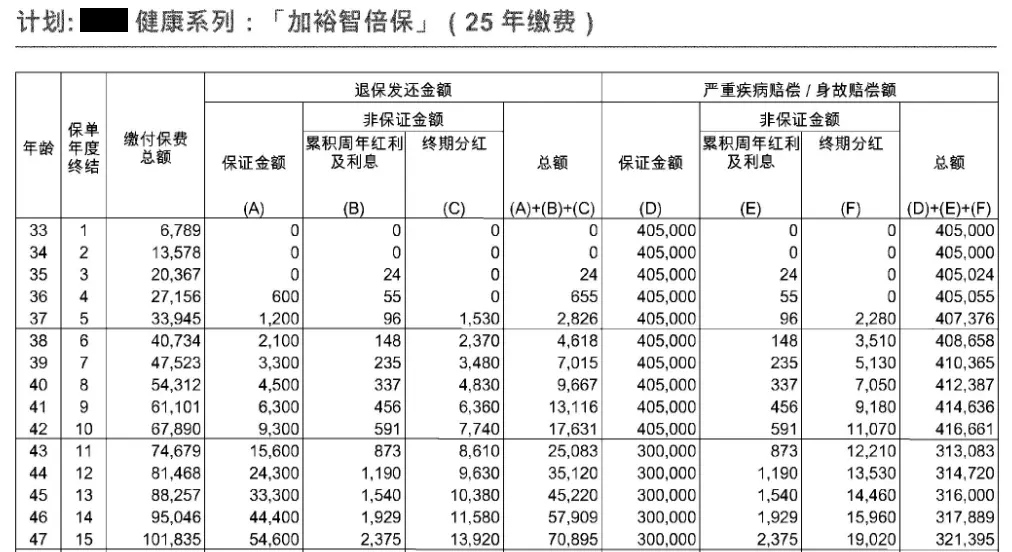 计划: 健康系列 : 「加裕智倍保」 ( 25 年缴费 )
退保发还金额 严重疾病赔偿 / 身故赔偿额
非保证金额 非保证金额
年龄 保单年度终结 缴付保费总额 保证金额 累积周年红利及利息 终期分红 总额 保证金额 累积周年红利及利息 终期分红 总额
(A) (B) (C) (A)+(B)+(C) (D) (E) (F) (D)+(E)+(F)
33 1 6,789 0 0 0 0 405,000 0 0 405,000
34 2 13,578 0 0 0 0 405,000 0 0 405,000
35 3 20,367 0 24 0 24 405,000 24 0 405,024
36 4 27,156 600 55 0 655 405,000 55 0 405,055
37 5 33,945 1,200 96 1,530 2,826 405,000 96 2,280 407,376
38 6 40,734 2,100 148 2,370 4,618 405,000 148 3,510 408,658
39 7 47,523 3,300 235 3,480 7,015 405,000 235 5,130 410,365
40 8 54,312 4,500 337 4,830 9,667 405,000 337 7,050 412,387
41 9 61,101 6,300 456 6,360 13,116 405,000 456 9,180 414,636
42 10 67,890 9,300 591 7,740 17,631 405,000 591 11,070 416,661
43 11 74,679 15,600 873 8,610 25,083 300,000 873 12,210 313,083
44 12 81,468 24,300 1,190 9,630 35,120 300,000 1,190 13,530 314,720
45 13 88,257 33,300 1,540 10,380 45,220 300,000 1,540 14,460 316,000
46 14 95,046 44,400 1,929 11,580 57,909 300,000 1,929 15,960 317,889
47 15 101,835 54,600 2,375 13,920 70,895 300,000 2,375 19,020 321,395